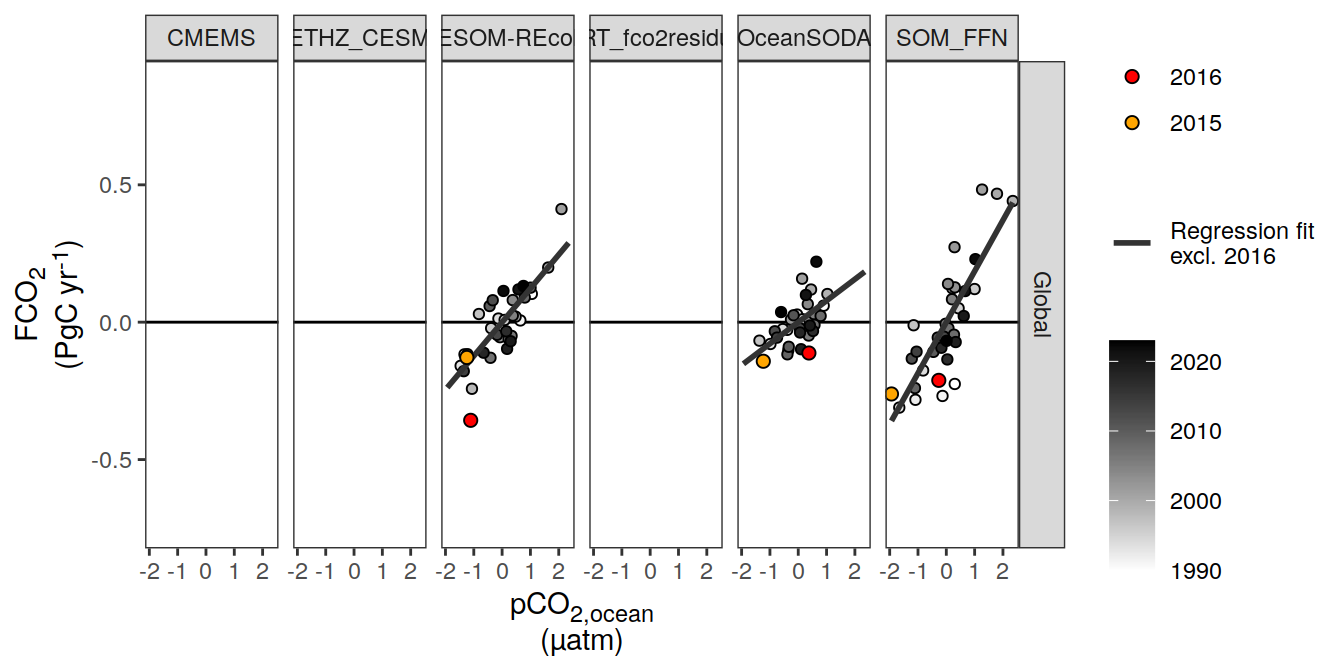 CMEMS
ETHZ_CESM
ESOM-REco
RT_fco2residu
OceanSODA
SOM_FFN
2016
2015
Regression fit
excl. 2016
0.5
0.0
-0.5
FCO2
(PgC yr-1)
Global
2020
2010
2000
1990
-2 -1 0 1 2
-2 -1 0 1 2
-2 -1 0 1 2
-2 -1 0 1 2
-2 -1 0 1 2
-2 -1 0 1 2
pCO2,ocean
(µatm)